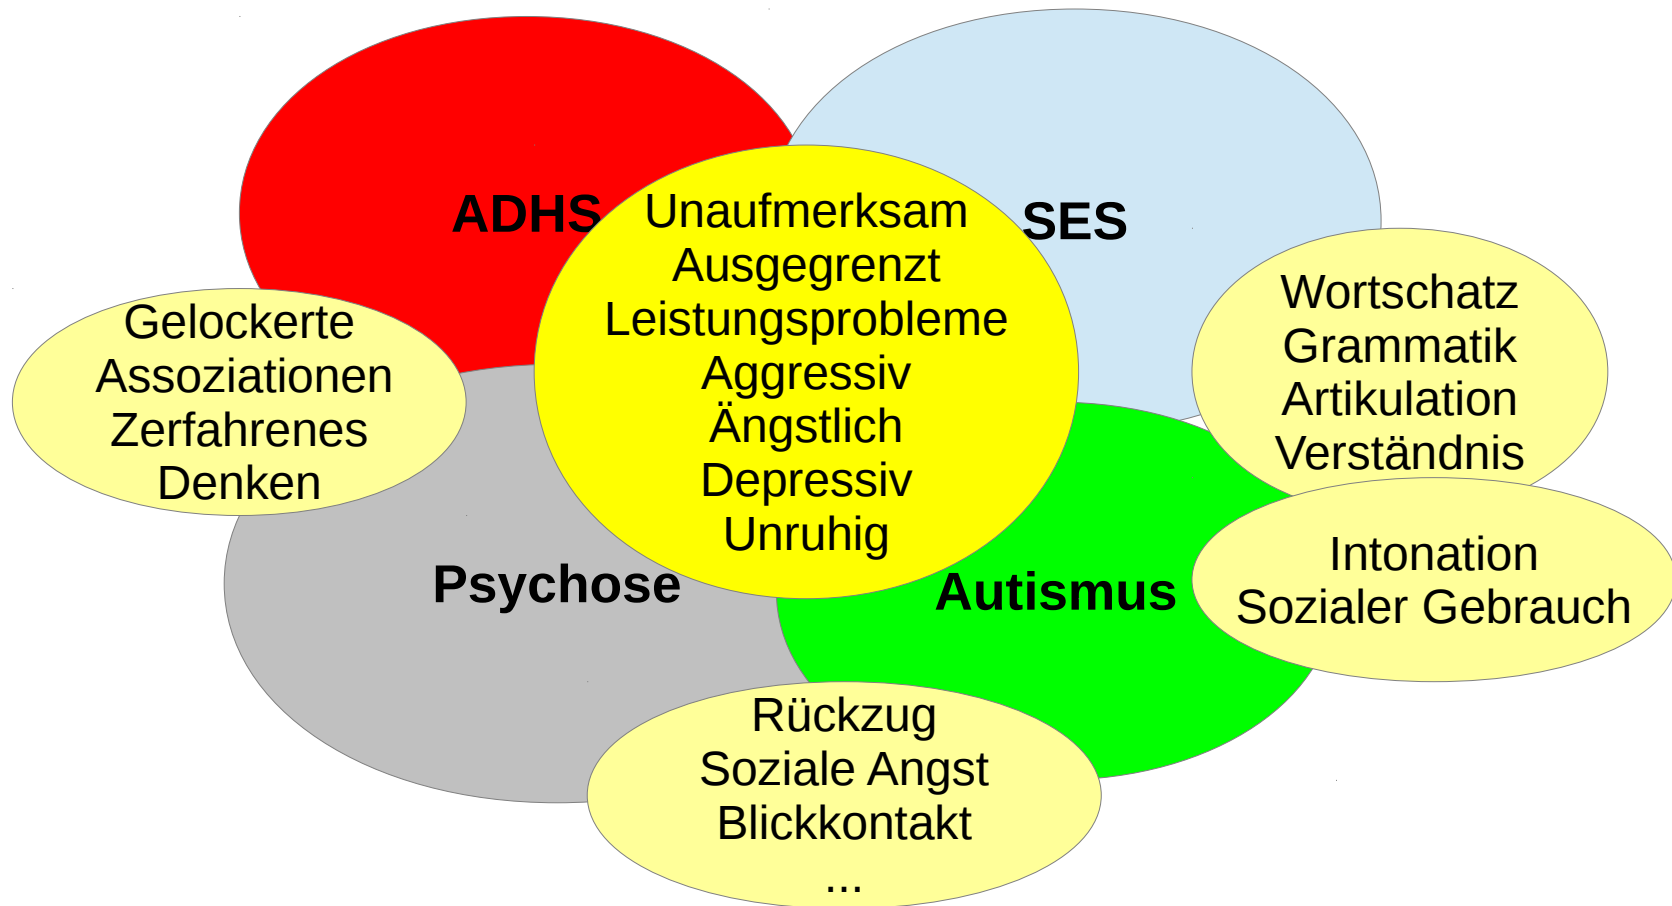 ADHS
SES
Unaufmerksam
Ausgegrenzt
Leistungsprobleme
Aggressiv
Ängstlich
Depressiv
Unruhig
Gelockerte
Assoziationen
Zerfahrenes
Denken
Wortschatz
Grammatik
Artikulation
Verständnis
Intonation
Sozialer Gebrauch
Psychose
Autismus
Rückzug
Soziale Angst
Blickkontakt
...